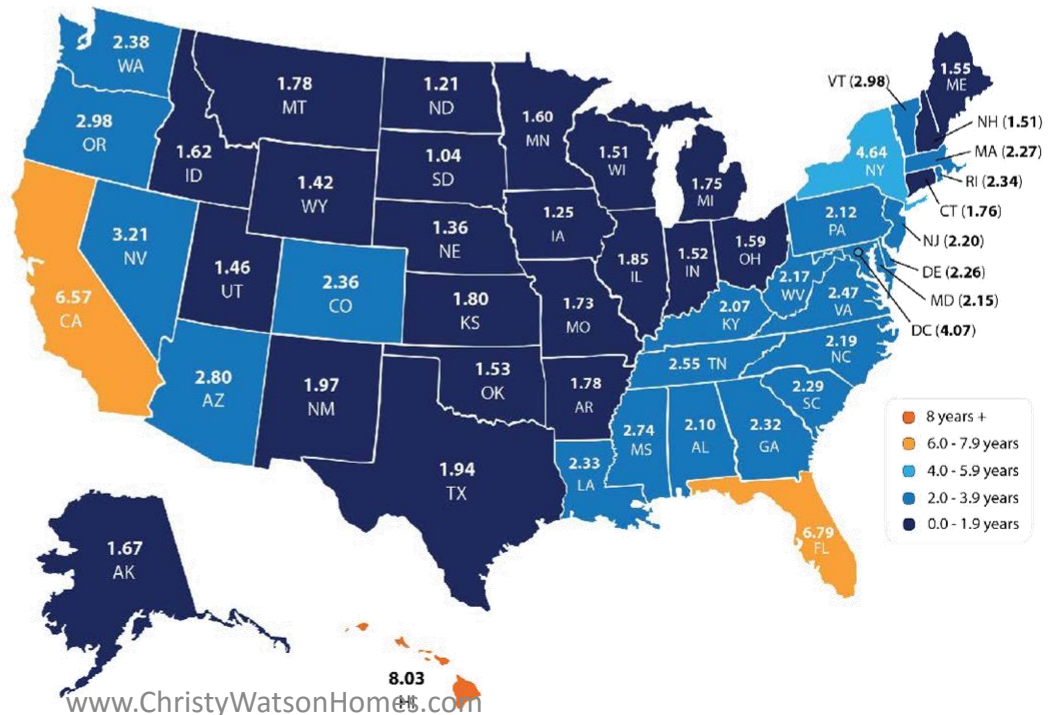 2.38
WA
2.98
OR
6.57
CA
3.21
NV
1.62
ID
1.78
MT
1.42
WY
1.46
UT
2.36
CO
2.80
AZ
1.97
NM
1.21
ND
1.04
SD
1.36
NE
1.80
KS
1.53
OK
1.94
TX
1.60
MN
1.25
IA
1.73
MO
1.78
AR
2.33
LA
1.51
WI
1.85
IL
1.75
MI
1.52
IN
1.59
OH
2.07
KY
2.55 TN
2.74
MS
2.10
AL
2.32
GA
6.79
FL
2.29
SC
2.19
NC
2.47
VA
2.17
WV
2.12
PA
4.64
NY
1.55
ME
VT (2.98)
NH (1.51)
MA (2.27)
RI (2.34)
CT (1.76)
NJ (2.20)
DE (2.26)
MD (2.15)
DC (4.07)
8 years +
6.0 - 7.9 years
4.0 - 5.9 years
2.0 - 3.9 years
0.0 - 1.9 years
1.67
AK
8.03
HI
www.ChristyWatsonHomes.com